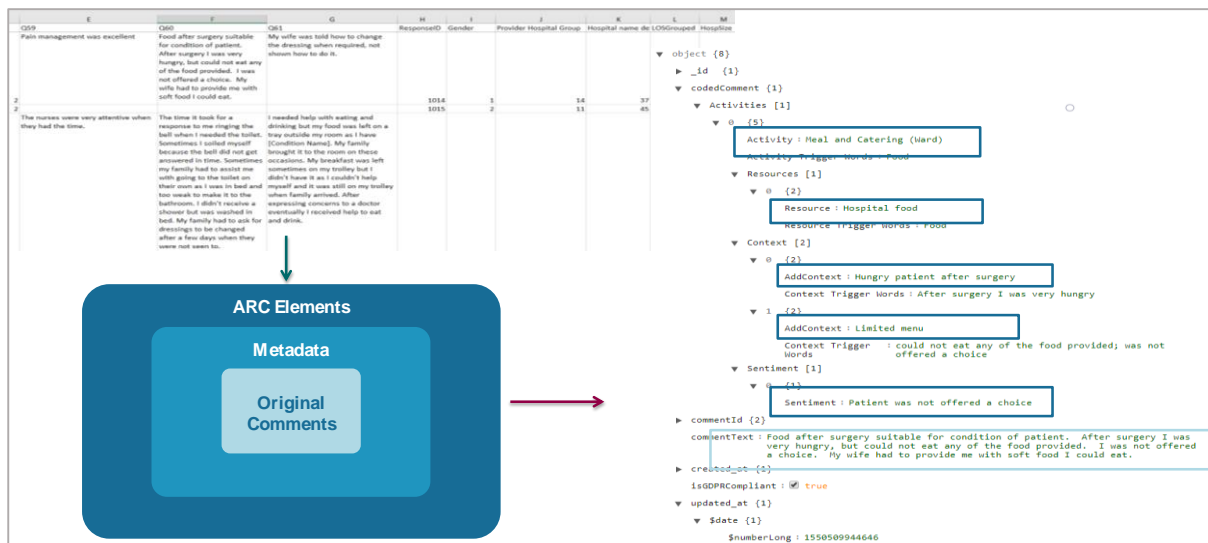 E F G H I J K L M
Q59 Q60 Q61 ResponseID Gender Provider Hospital Group Hospital name de LOSGrouped HospSize
Pain management was excellent
Food after surgery suitable
for condition of patient.
After surgery I was very
hungry, but could not eat any
of the food provided. I was
not offered a choice. My
wife had to provide me with
soft food I could eat.
My wife was told how to change
the dressing when required, not
shown how to do it.
2 1014 1 14 37
2 1015 2 11 45
The nurses were very attentive when
they had the time.
The time it took for a
response to me ringing the
bell when I needed the toilet.
Sometimes I soiled myself
because the bell did not get
answered in time. Sometimes
my family had to assist me
with going to the toilet on
their own as I was in bed and
too weak to make it to the
bathroom. I didn't receive a
shower but was washed in
bed. My family had to ask for
dressings to be changed
after a few days when they
were not seen to.
I needed help with eating and
drinking but my food was left on a
tray outside my room as I have
[Condition Name]. My family
brought it to the room on these
occasions. My breakfast was left
sometimes on my trolley but I
didn't have it as I couldn't help
myself and it was still on my trolley
when family arrived. After
expressing concerns to a doctor
eventually I received help to eat
and drink.
ARC Elements
Metadata
Original
Comments
object {8}
_id {1}
codedComment {1}
Activities [1]
0 {5}
Activity : Meal and Catering (Ward)
Activity Trigger Words : Food
Resources [1]
0 {2}
Resource : Hospital food
Resource Trigger Words : Food
Context [2]
0 {2}
AddContext : Hungry patient after surgery
Context Trigger Words : After surgery I was very hungry
1 {2}
AddContext : Limited menu
Context Trigger : could not eat any of the food provided; was not
Words offered a choice
Sentiment [1]
0 {1}
Sentiment : Patient was not offered a choice
commentId {2}
commentText : Food after surgery suitable for condition of patient. After surgery I was
very hungry, but could not eat any of the food provided. I was not offered
a choice. My wife had to provide me with soft food I could eat.
created_at {1}
isGDPRCompliant : true
updated_at {1}
$date {1}
$numberLong : 1550509944646